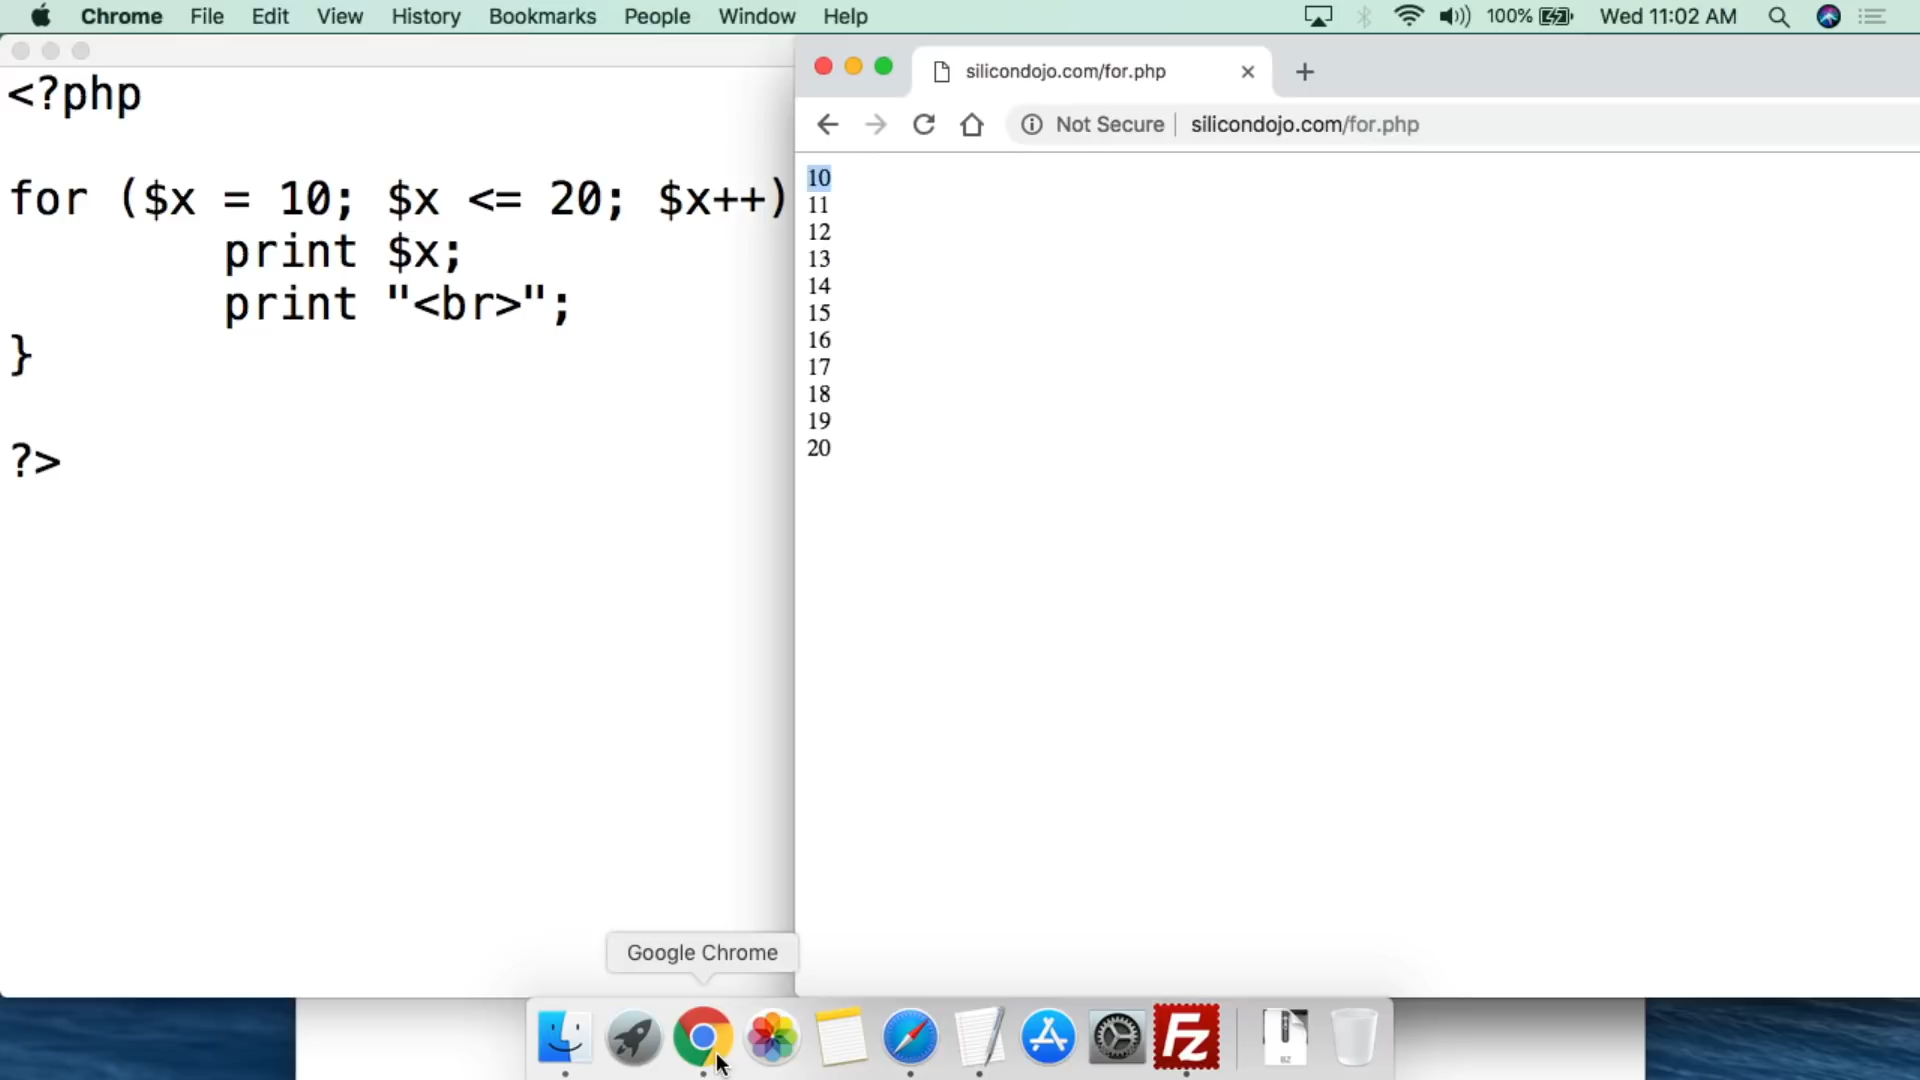 Chrome File Edit View History Bookmarks People Window Help 100% Wed 11:02 AM
<?php
for ($x = 10; $x <= 20; $x++)
print $x;
print "<br>";
}
?>
silicondojo.com/for.php
Not Secure silicondojo.com/for.php
10
11
12
13
14
15
16
17
18
19
20
Google Chrome
Fz
BZ